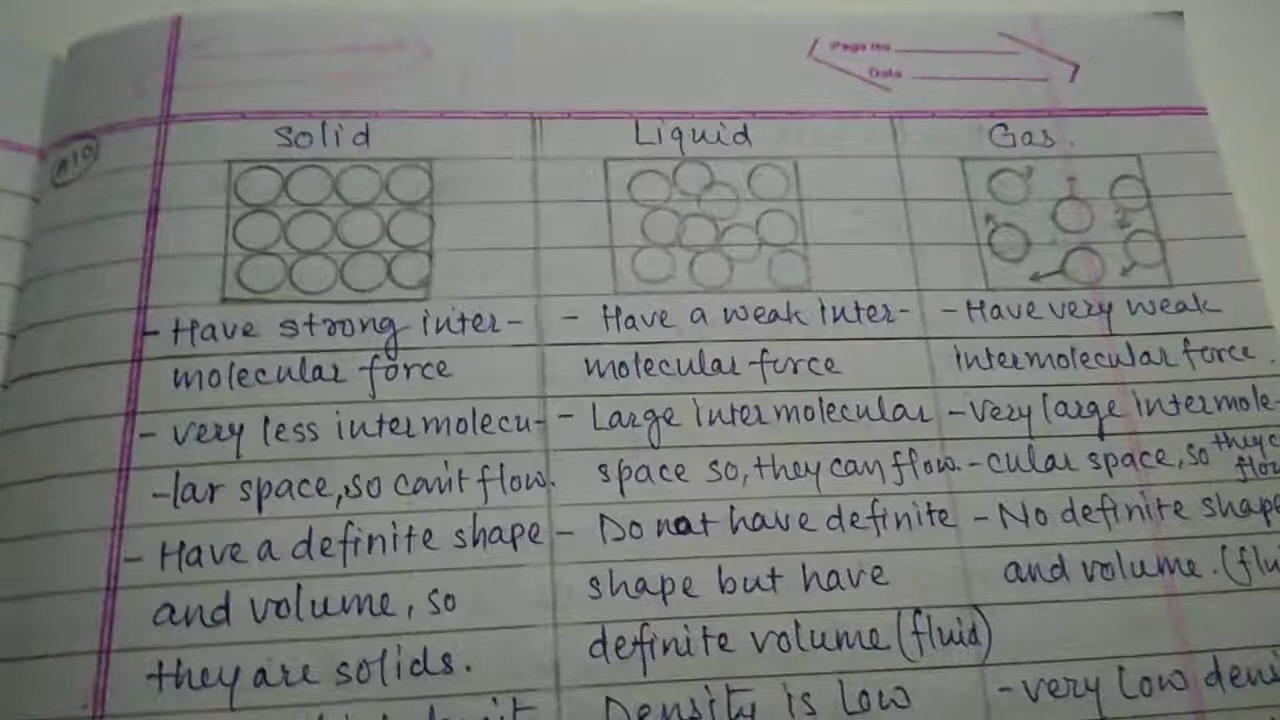 Page No.
Date
A10
Solid
Liquid
Gas.
- Have strong inter-
molecular force
- very less intermolecu-
-lar space, so can't flow.
- Have a definite shape
and volume, so
they are solids.
- Have a weak inter-
molecular force
- Large intermolecular
space so, they can flow.
- Do not have definite
shape but have
definite volume (fluid)
Density is low
- Have very weak
intermolecular force.
- very large intermole-
-cular space, so they
- No definite shape
and volume.
- very low